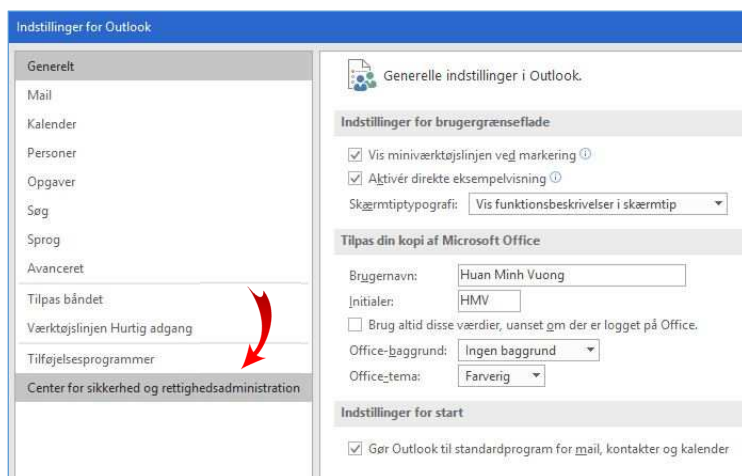 Indstillinger for Outlook
Generelt
Mail
Kalender
Personer
Opgaver
Søg
Sprog
Avanceret
Tilpas båndet
Værktøjslinjen Hurtig adgang
Tilføjelsesprogrammer
Center for sikkerhed og rettighedsadministration
Generelle indstillinger i Outlook.
Indstillinger for brugergrænseflade
Vis miniværktøjslinjen ved markering
Aktivér direkte eksempelvisning
Skærmtiptypografi: Vis funktionsbeskrivelser i skærmtip
Tilpas din kopi af Microsoft Office
Brugernavn: Huan Minh Vuong
Initialer: HMV
Brug altid disse værdier, uanset om der er logget på Office.
Office-baggrund: Ingen baggrund
Office-tema: Farverig
Indstillinger for start
Gør Outlook til standardprogram for mail, kontakter og kalender